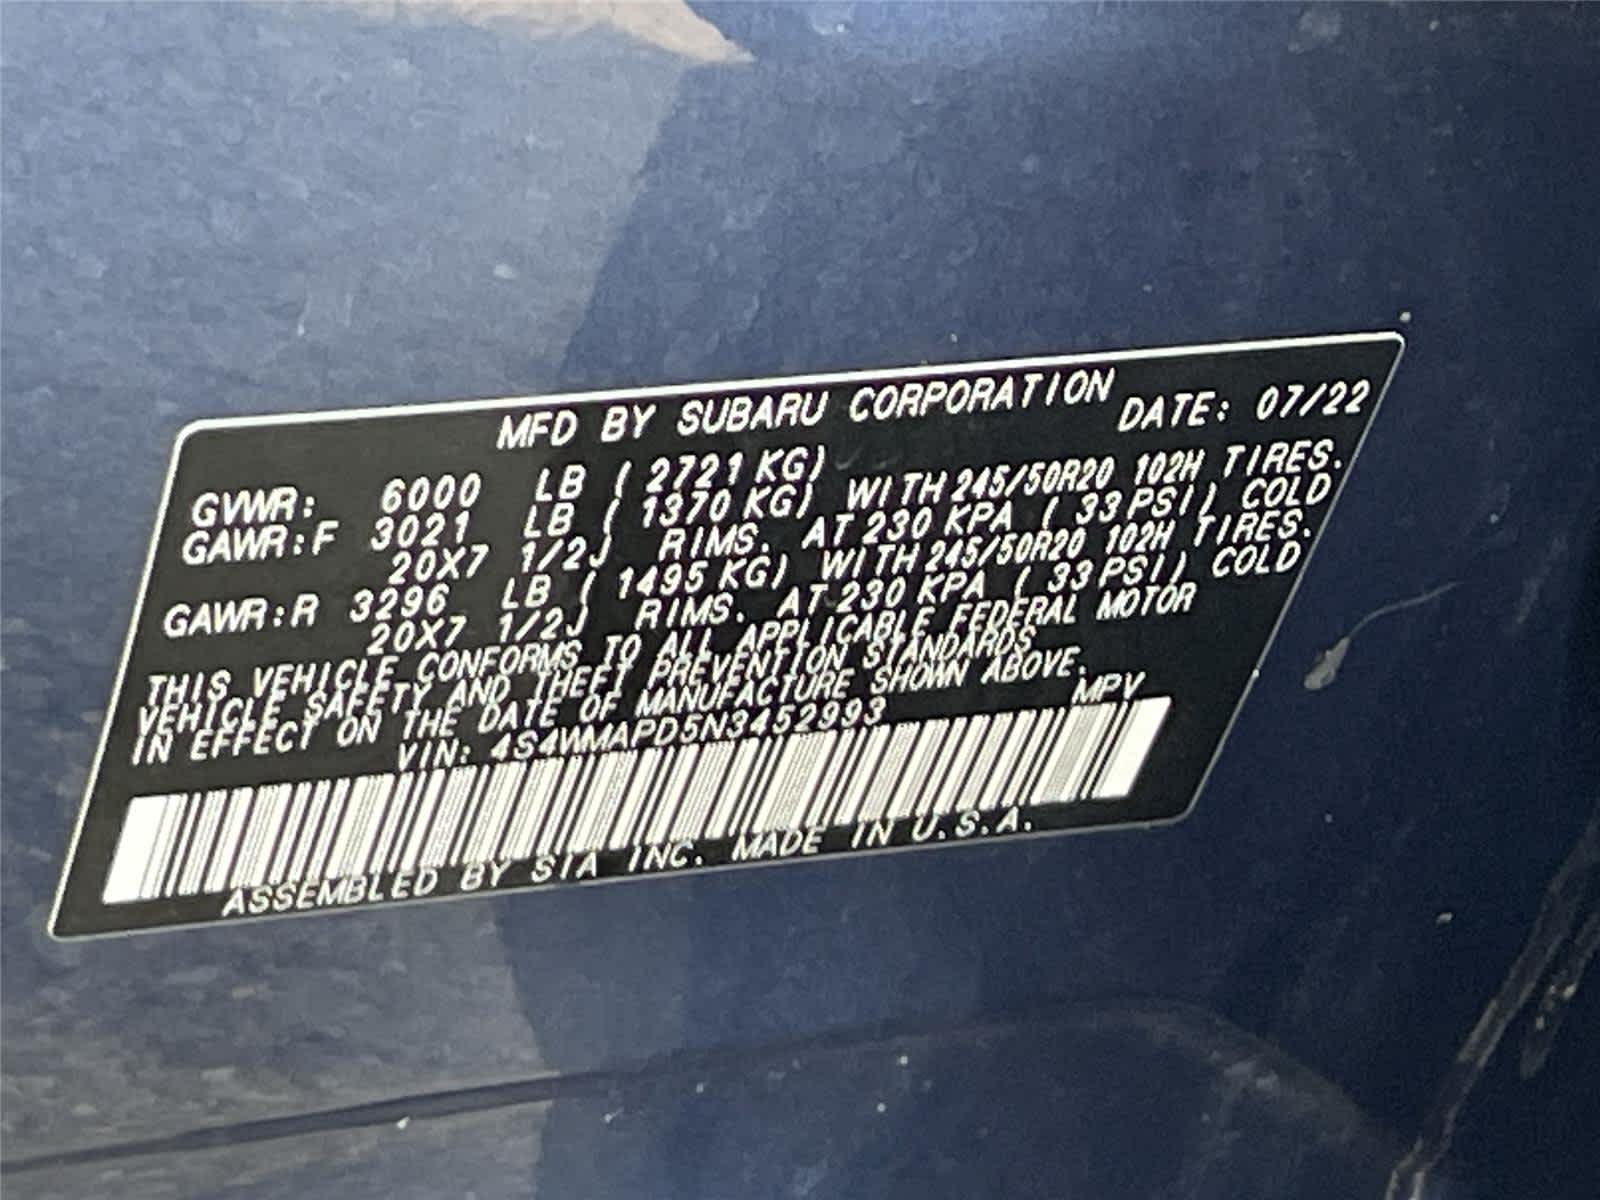 MFD BY SUBARU CORPORATION DATE: 07/22
GVWR: 6000 LB ( 2721 KG)
GAWR:F 3021 LB ( 1370 KG) WITH 245/50R20 102H TIRES.
20X7 1/2J RIMS. AT 230 KPA ( 33 PSI) COLD
GAWR:R 3296 LB ( 1495 KG) WITH 245/50R20 102H TIRES.
20X7 1/2J RIMS. AT 230 KPA ( 33 PSI) COLD
THIS VEHICLE CONFORMS TO ALL APPLICABLE FEDERAL MOTOR
VEHICLE SAFETY AND THEFT PREVENTION STANDARDS
IN EFFECT ON THE DATE OF MANUFACTURE SHOWN ABOVE.
VIN: 4S4WMAPD5N3452993 MPV
ASSEMBLED BY SIA INC. MADE IN U.S.A.